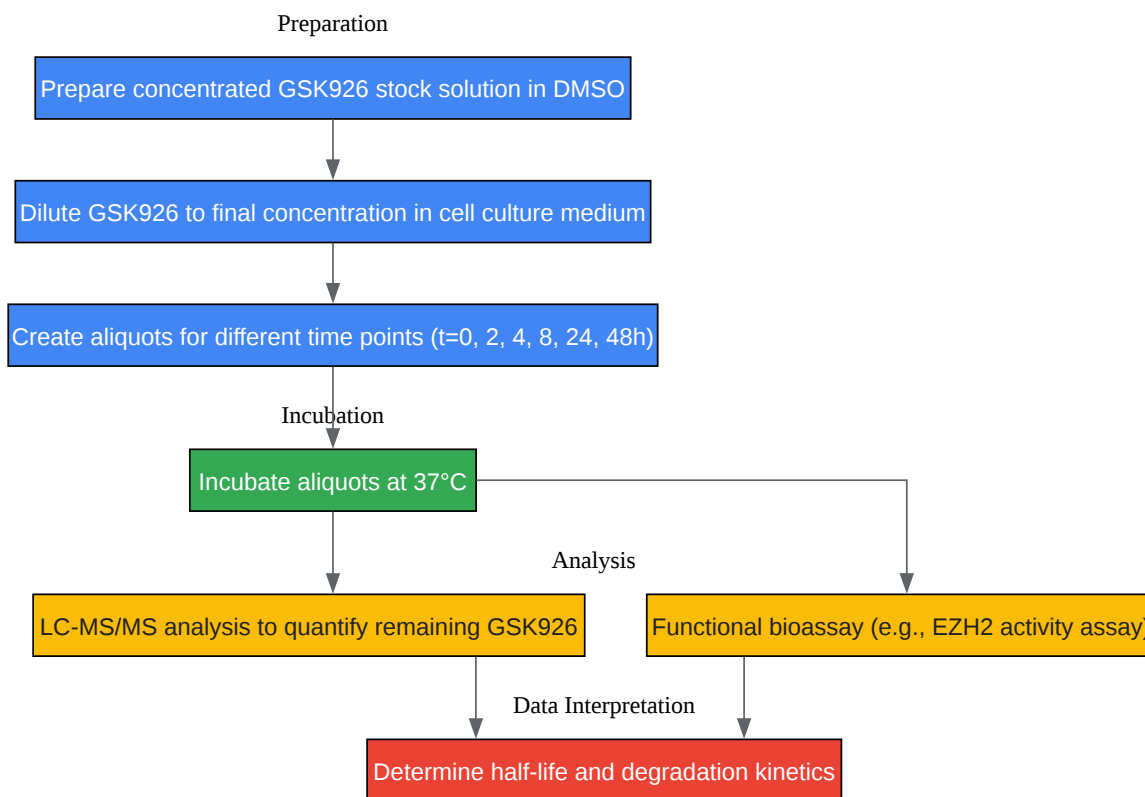 Preparation
Prepare concentrated GSK926 stock solution in DMSO
Dilute GSK926 to final concentration in cell culture medium
Create aliquots for different time points (t=0, 2, 4, 8, 24, 48h)
Incubation
Incubate aliquots at 37°C
Analysis
LC-MS/MS analysis to quantify remaining GSK926
Functional bioassay (e.g., EZH2 activity assay)
Data Interpretation
Determine half-life and degradation kinetics